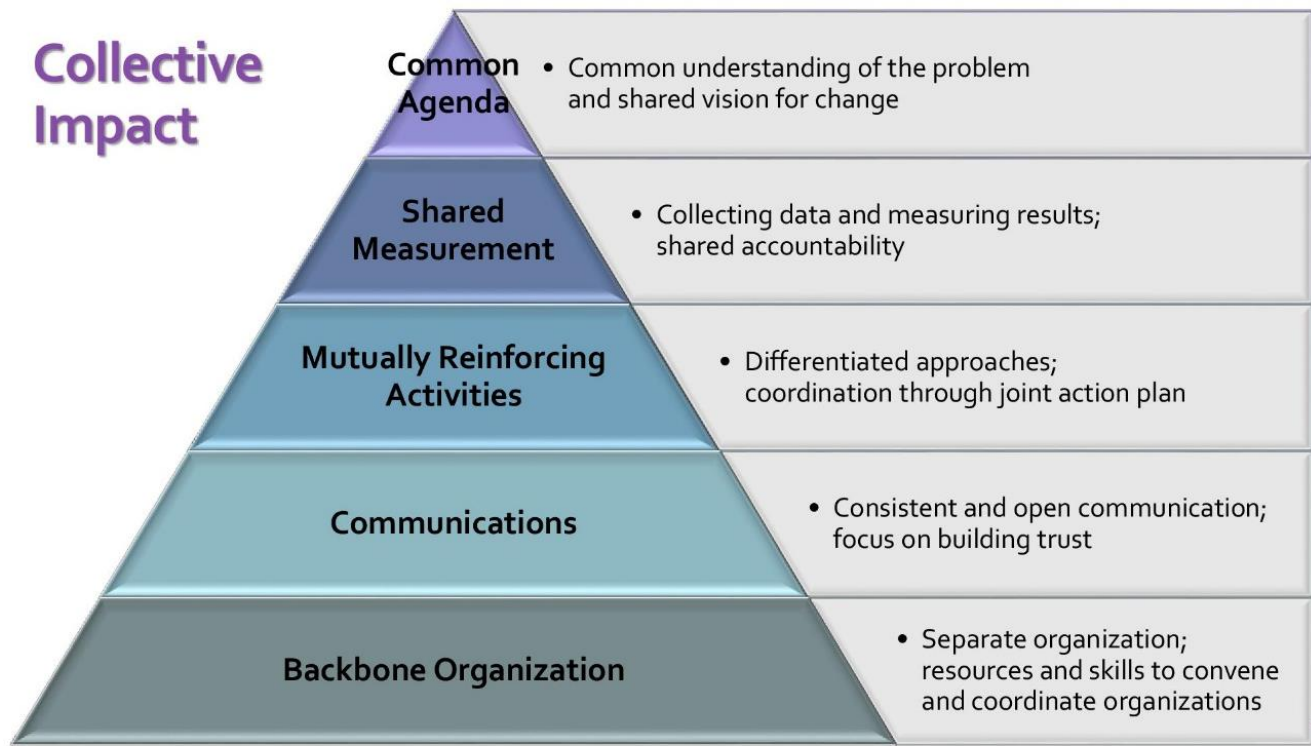 Collective
Impact
Common
Agenda
• Common understanding of the problem
and shared vision for change
Shared
Measurement
• Collecting data and measuring results;
shared accountability
Mutually Reinforcing
Activities
• Differentiated approaches;
coordination through joint action plan
Communications
• Consistent and open communication;
focus on building trust
Backbone Organization
• Separate organization;
resources and skills to convene
and coordinate organizations